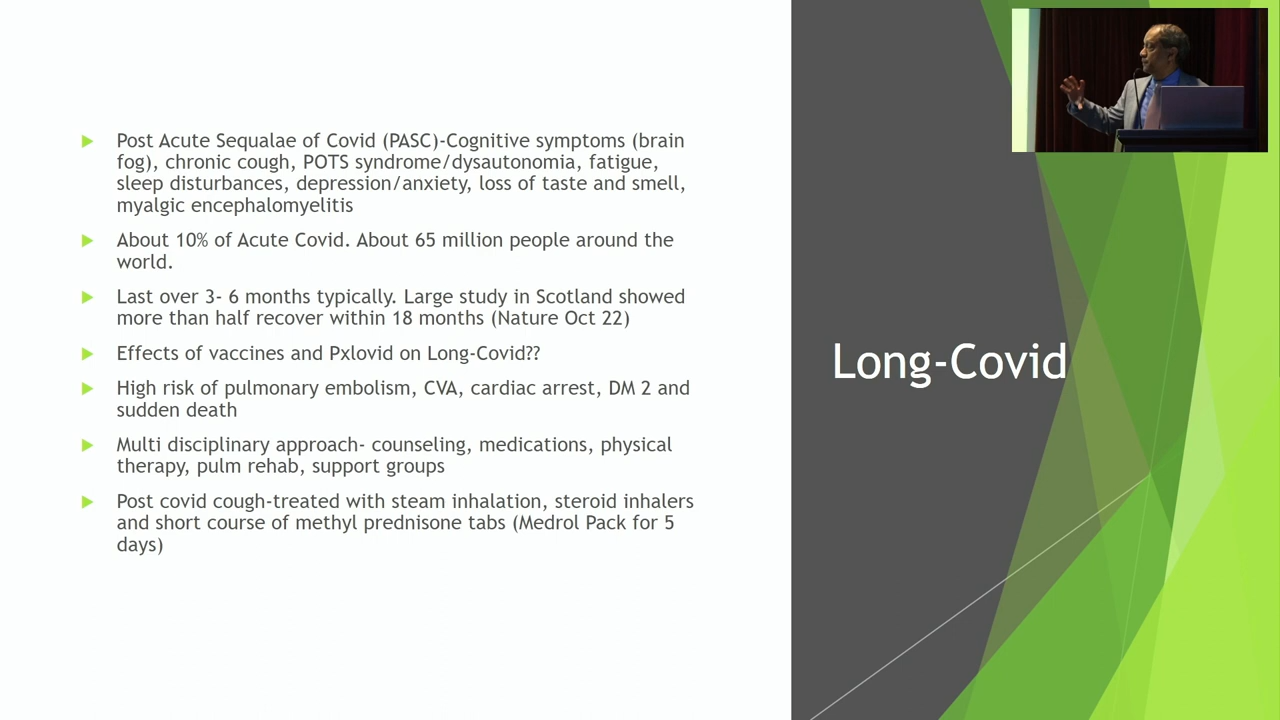 Post Acute Sequalae of Covid (PASC)-Cognitive symptoms (brain
fog), chronic cough, POTS syndrome/dysautonomia, fatigue,
sleep disturbances, depression/anxiety, loss of taste and smell,
myalgic encephalomyelitis
About 10% of Acute Covid. About 65 million people around the
world.
Last over 3- 6 months typically. Large study in Scotland showed
more than half recover within 18 months (Nature Oct 22)
Effects of vaccines and Pxlovid on Long-Covid??
High risk of pulmonary embolism, CVA, cardiac arrest, DM 2 and
sudden death
Multi disciplinary approach- counseling, medications, physical
therapy, pulm rehab, support groups
Post covid cough-treated with steam inhalation, steroid inhalers
and short course of methyl prednisone tabs (Medrol Pack for 5
days)
Long-Covid